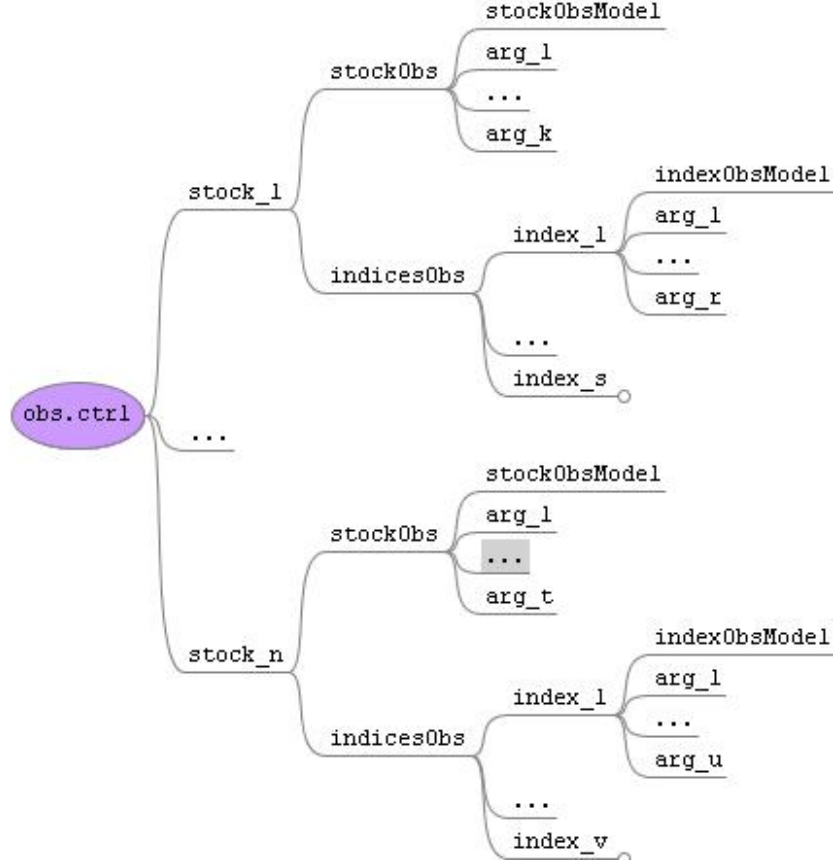 stockObsModel
arg_1
stockObs
...
arg_k
stock_1
indexObsModel
arg_1
index_1
...
indicesObs
arg_r
...
index_s
obs.ctrl
...
stockObsModel
arg_1
stockObs
...
arg_t
stock_n
indexObsModel
arg_1
index_1
...
indicesObs
arg_u
...
index_v